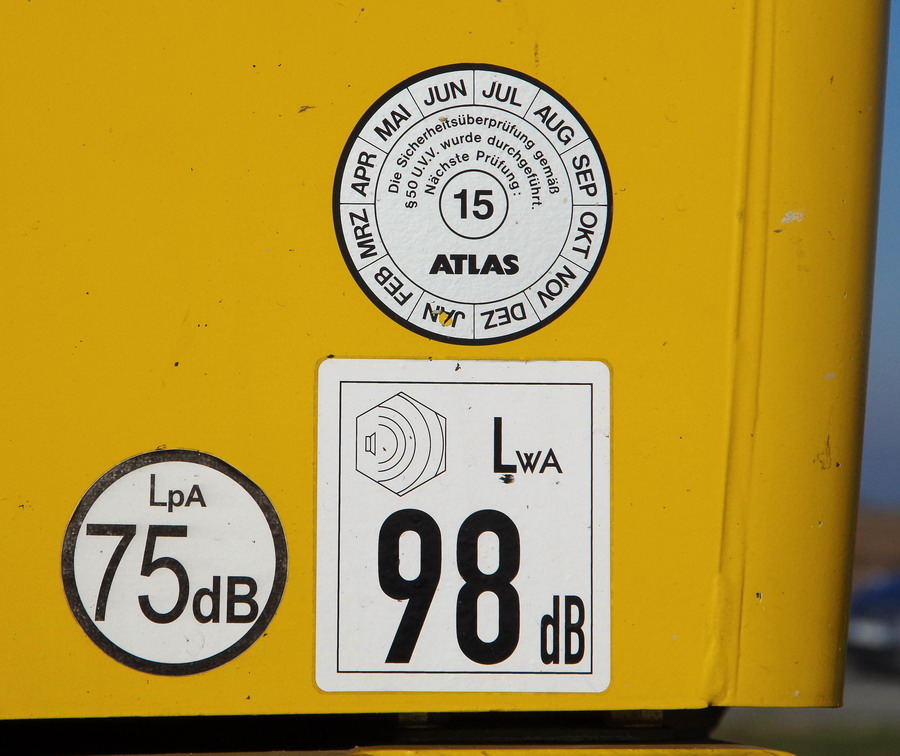 JAN FEB MRZ APR MAI JUN JUL AUG SEP OKT NOV DEZ
Die Sicherheitsüberprüfung gemäß
§50 U.V.V. wurde durchgeführt.
Nächste Prüfung:
15
ATLAS
LpA
75dB
LWA
98 dB